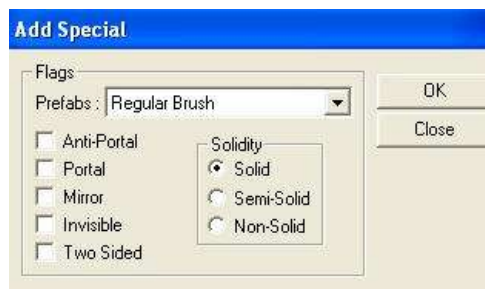 Add Special
Flags
Prefabs : Regular Brush
OK
Close
Anti-Portal
Portal
Mirror
Invisible
Two Sided
Solidity
Solid
Semi-Solid
Non-Solid